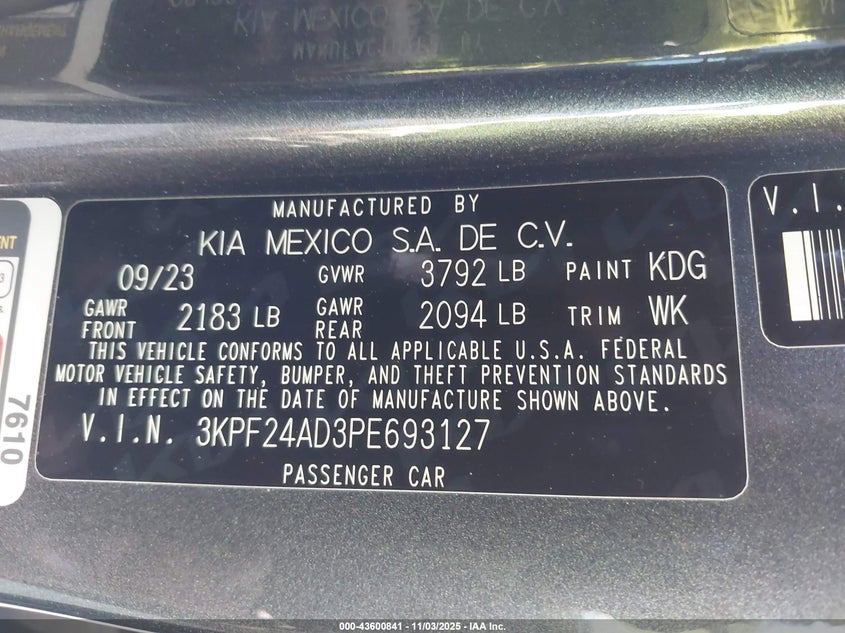 MANUFACTURED BY
KIA MEXICO S.A. DE C.V.
09/23 GVWR 3792 LB PAINT KDG
GAWR FRONT 2183 LB GAWR REAR 2094 LB TRIM WK
THIS VEHICLE CONFORMS TO ALL APPLICABLE U.S.A. FEDERAL
MOTOR VEHICLE SAFETY, BUMPER, AND THEFT PREVENTION STANDARDS
IN EFFECT ON THE DATE OF MANUFACTURE SHOWN ABOVE.
V.I.N. 3KPF24AD3PE693127
PASSENGER CAR
7610
V.I.
000-43600841 - 11/03/2025 - IAA Inc.